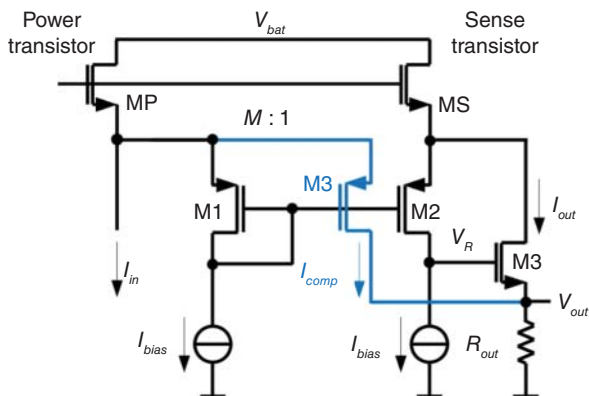 Power
transistor
V_bat
Sense
transistor
MP
MS
M : 1
M1
M3
M2
I_out
V_R
M3
I_in
I_comp
V_out
I_bias
I_bias
R_out